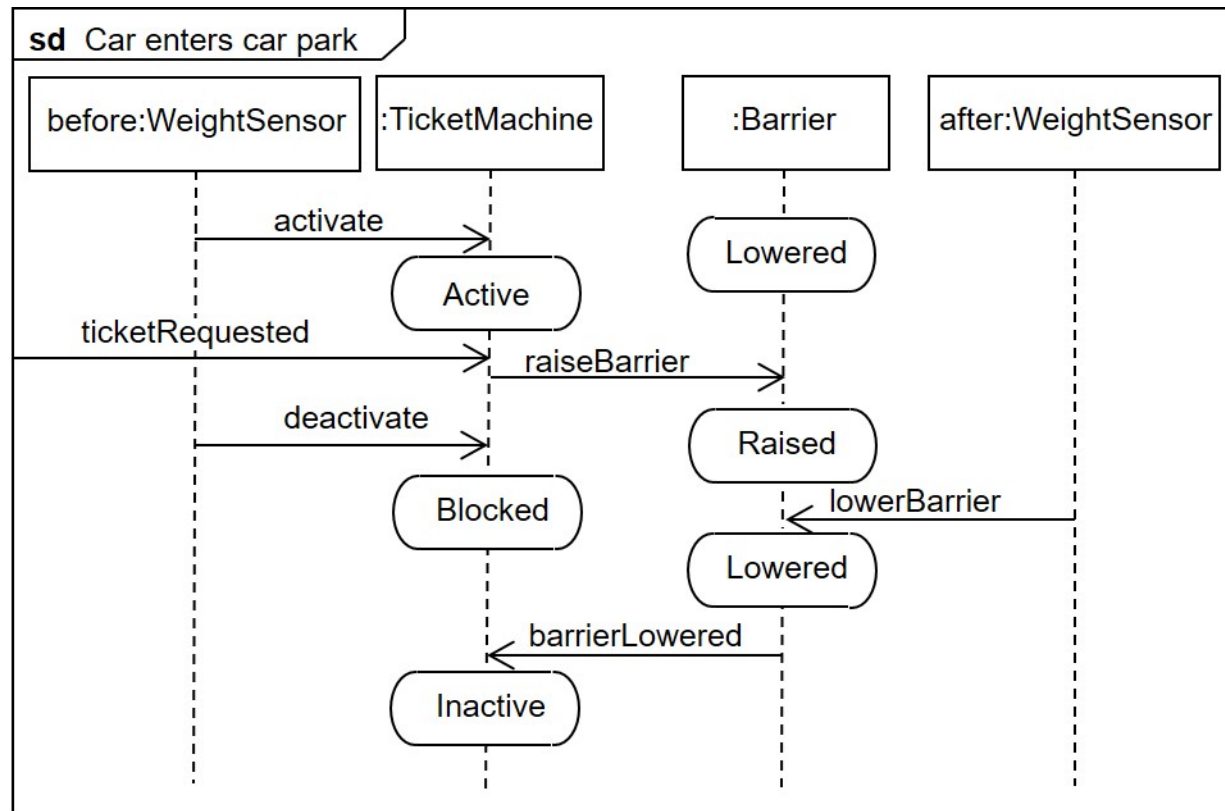 sd Car enters car park
before:WeightSensor
:TicketMachine
:Barrier
after:WeightSensor
activate
Lowered
Active
ticketRequested
raiseBarrier
deactivate
Raised
Blocked
lowerBarrier
Lowered
barrierLowered
Inactive